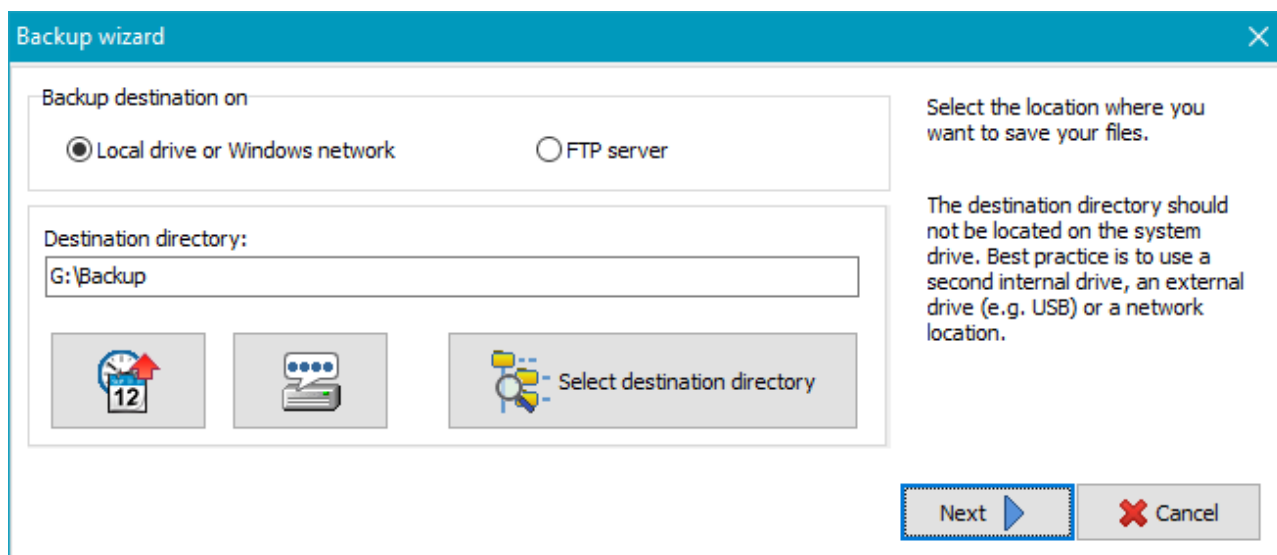 Backup wizard
Backup destination on
Local drive or Windows network
FTP server
Select the location where you
want to save your files.
The destination directory should
not be located on the system
drive. Best practice is to use a
second internal drive, an external
drive (e.g. USB) or a network
location.
Destination directory:
G:\Backup
12
Select destination directory
Next
Cancel